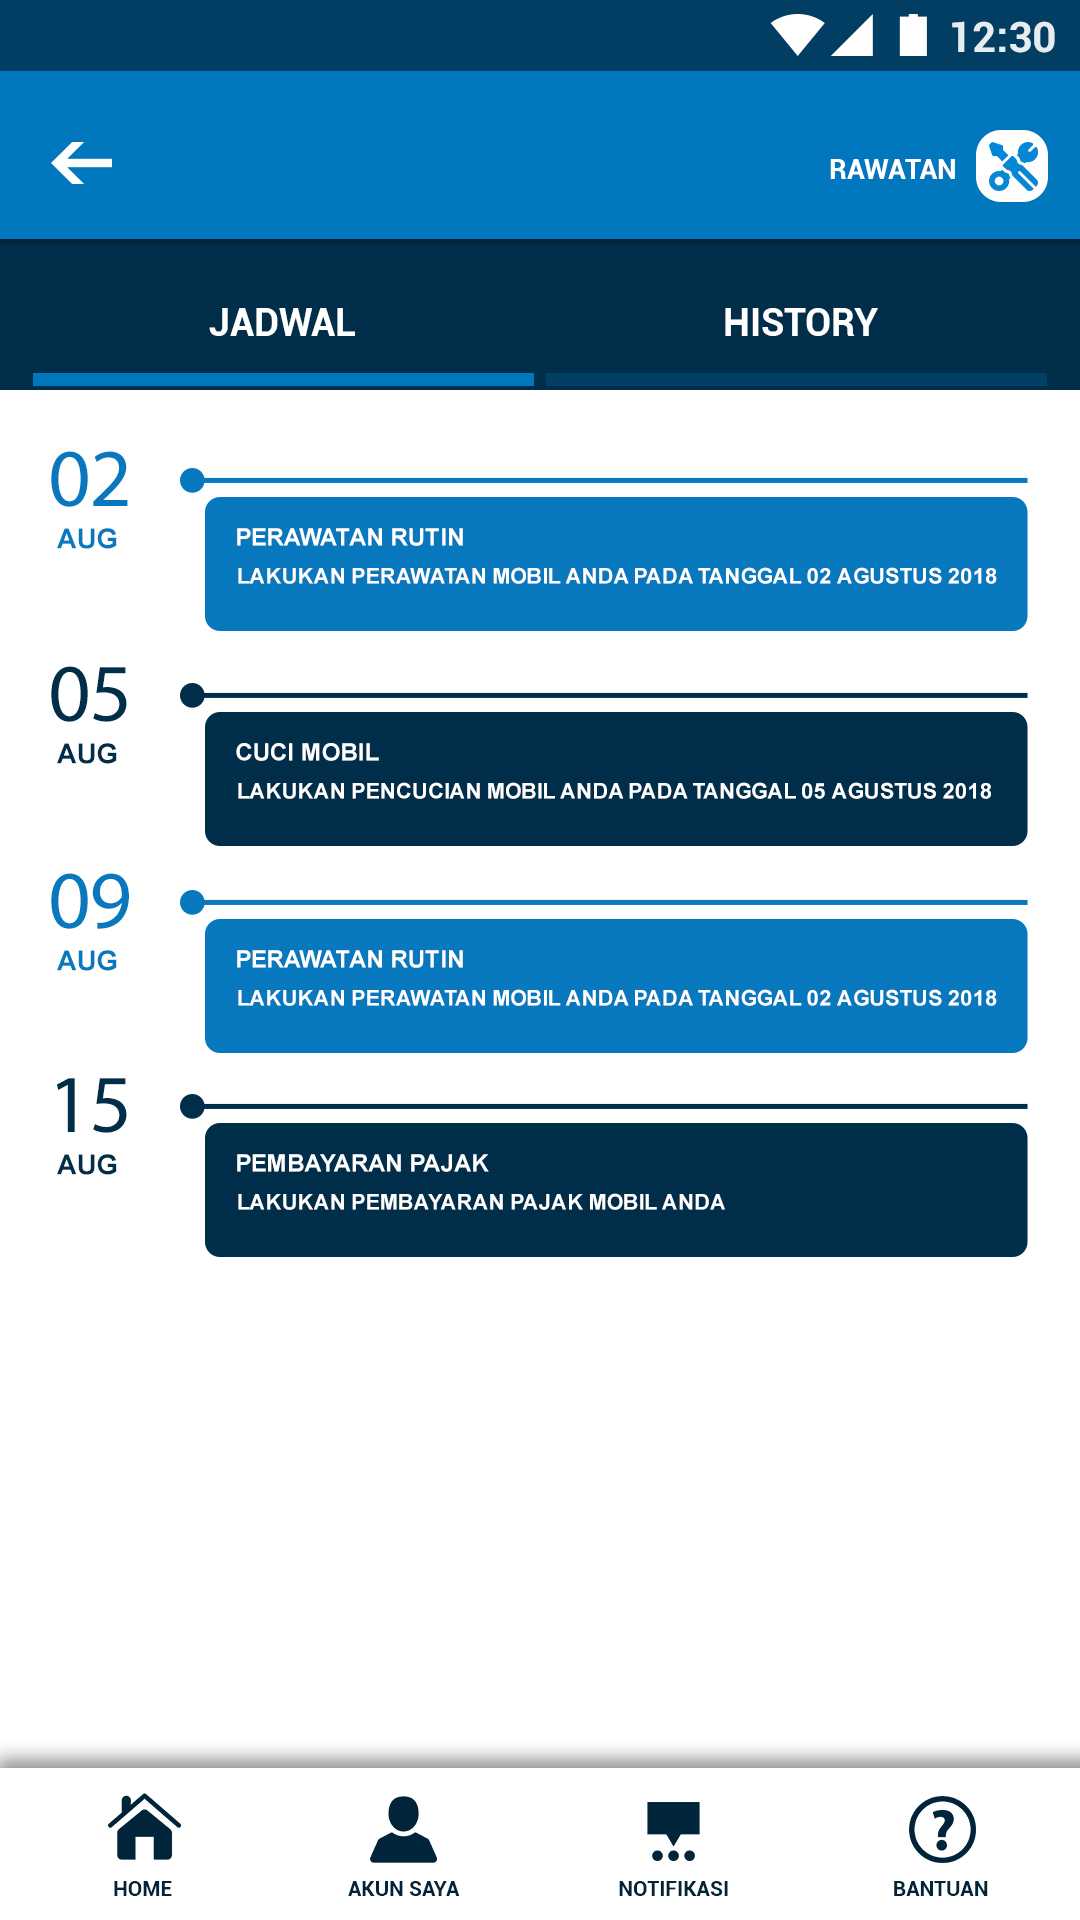 12:30
RAWATAN
JADWAL
HISTORY
02
AUG
PERAWATAN RUTIN
LAKUKAN PERAWATAN MOBIL ANDA PADA TANGGAL 02 AGUSTUS 2018
05
AUG
CUCI MOBIL
LAKUKAN PENCUCIAN MOBIL ANDA PADA TANGGAL 05 AGUSTUS 2018
09
AUG
PERAWATAN RUTIN
LAKUKAN PERAWATAN MOBIL ANDA PADA TANGGAL 02 AGUSTUS 2018
15
AUG
PEMBAYARAN PAJAK
LAKUKAN PEMBAYARAN PAJAK MOBIL ANDA
HOME
AKUN SAYA
NOTIFIKASI
BANTUAN